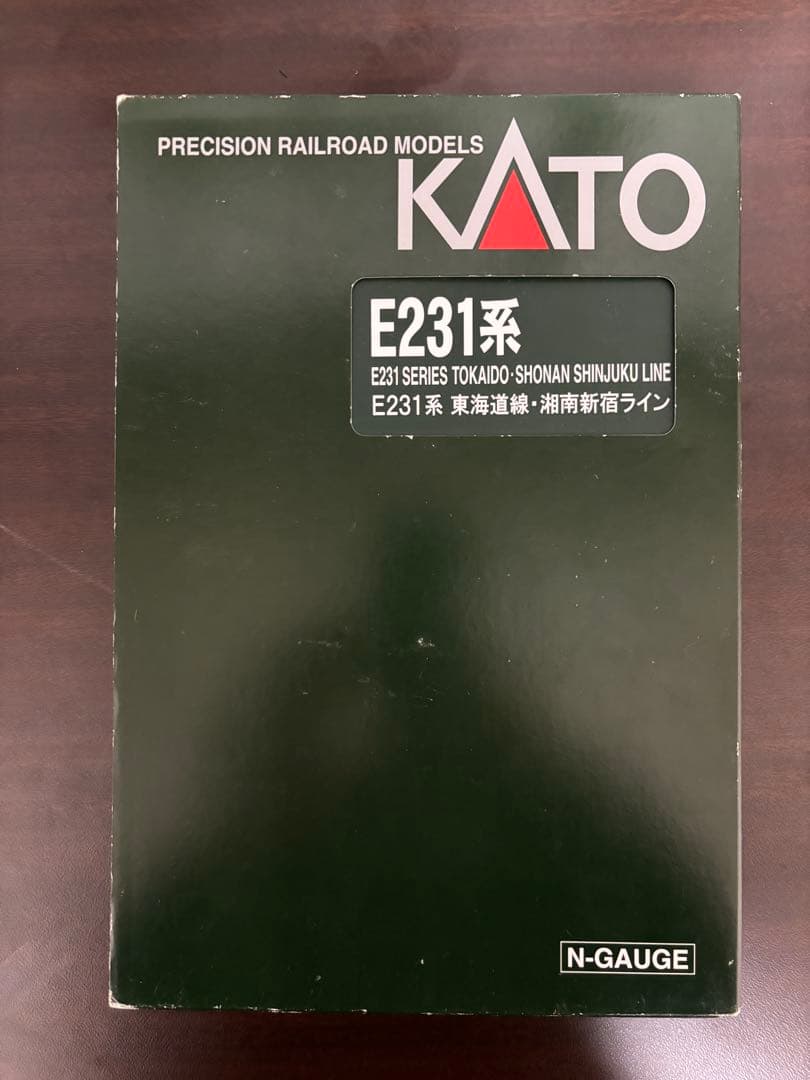 PRECISION RAILROAD MODELS
KATO
E231系
E231 SERIES TOKAIDO·SHONAN SHINJUKU LINE
E231系 東海道線・湘南新宿ライン
N-GAUGE